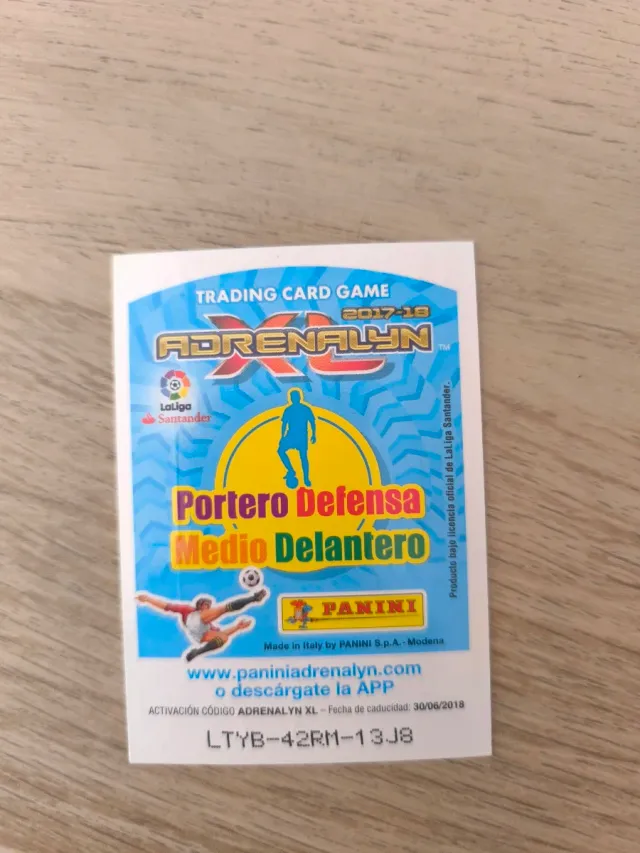 TRADING CARD GAME
2017-18
ADRENALYN XL™
LaLiga
Santander
Portero Defensa
Medio Delantero
PANINI
Made in Italy by PANINI S.p.A. - Modena
Producto bajo licencia oficial de LaLiga Santander.
www.paniniadrenalyn.com
o descárgate la APP
ACTIVACIÓN CÓDIGO ADRENALYN XL – Fecha de caducidad: 30/06/2018
LTYB-42RM-13J8